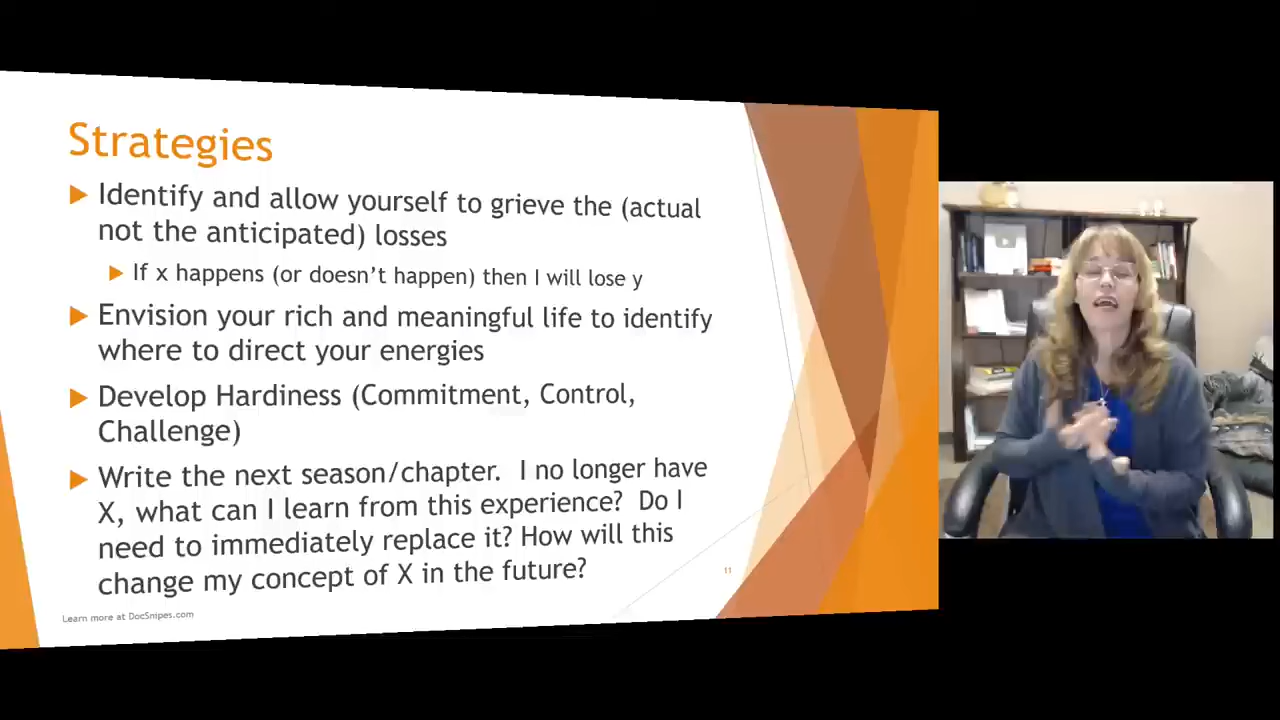 Strategies
Identify and allow yourself to grieve the (actual
not the anticipated) losses
If x happens (or doesn't happen) then I will lose y
Envision your rich and meaningful life to identify
where to direct your energies
Develop Hardiness (Commitment, Control,
Challenge)
Write the next season/chapter.  I no longer have
X, what can I learn from this experience?  Do I
need to immediately replace it? How will this
change my concept of X in the future?
11
Learn more at DocSnipes.com